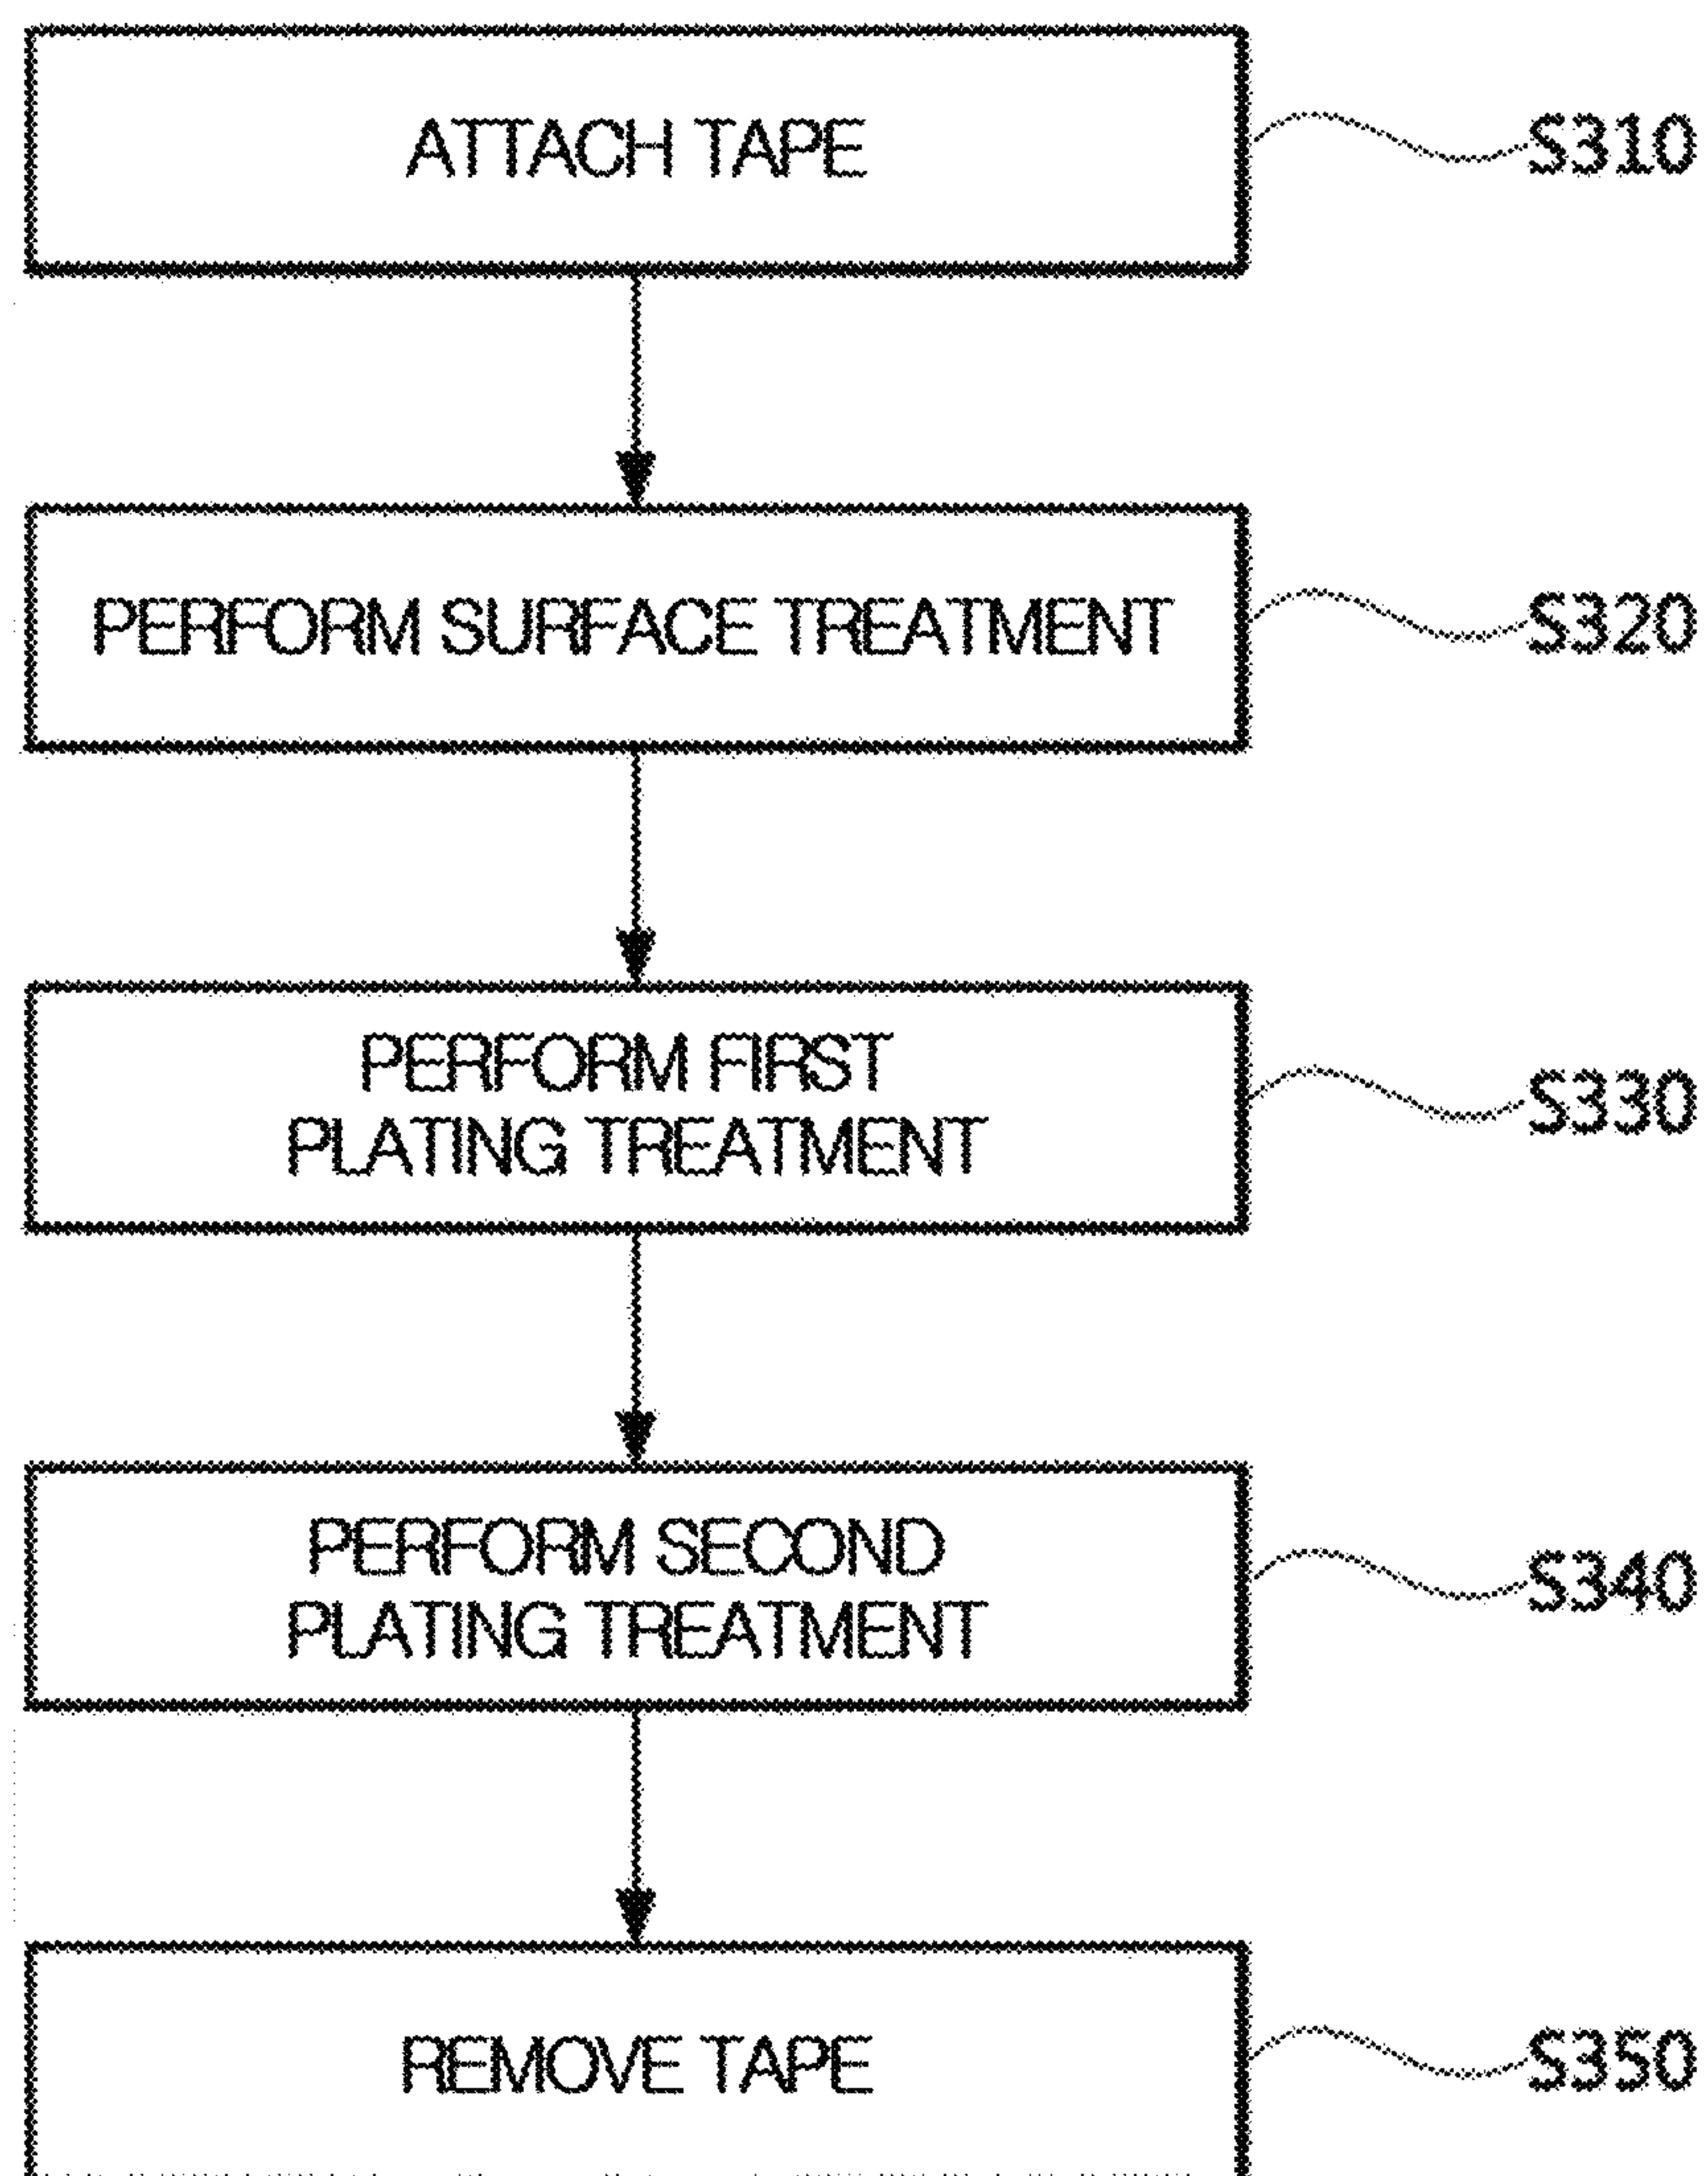 ATTACH TAPE
S310
PERFORM SURFACE TREATMENT
S320
PERFORM FIRST
PLATING TREATMENT
S330
PERFORM SECOND
PLATING TREATMENT
S340
REMOVE TAPE
S350